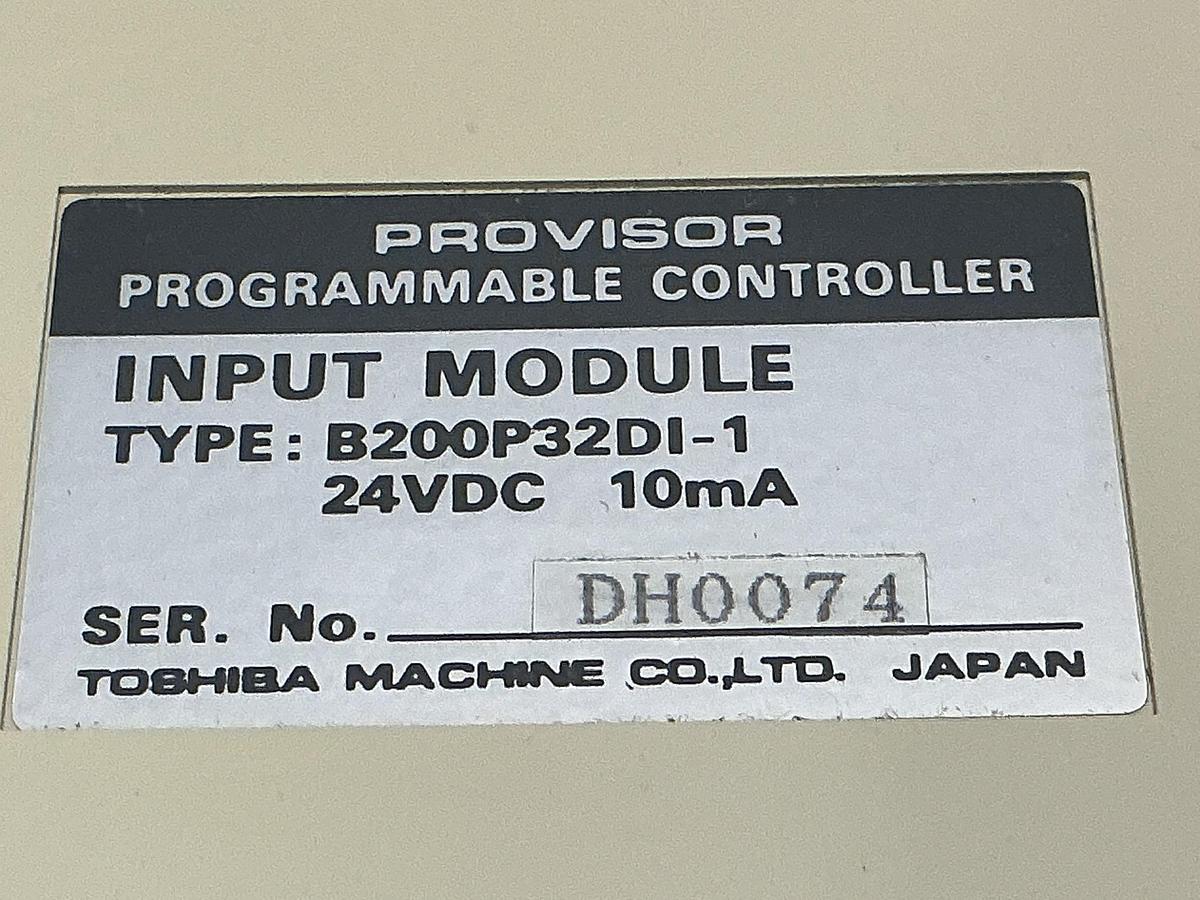 PROVISOR
PROGRAMMABLE CONTROLLER
INPUT MODULE
TYPE: B200P32DI-1
24VDC 10mA
SER. No. DH0074
TOSHIBA MACHINE CO.,LTD. JAPAN